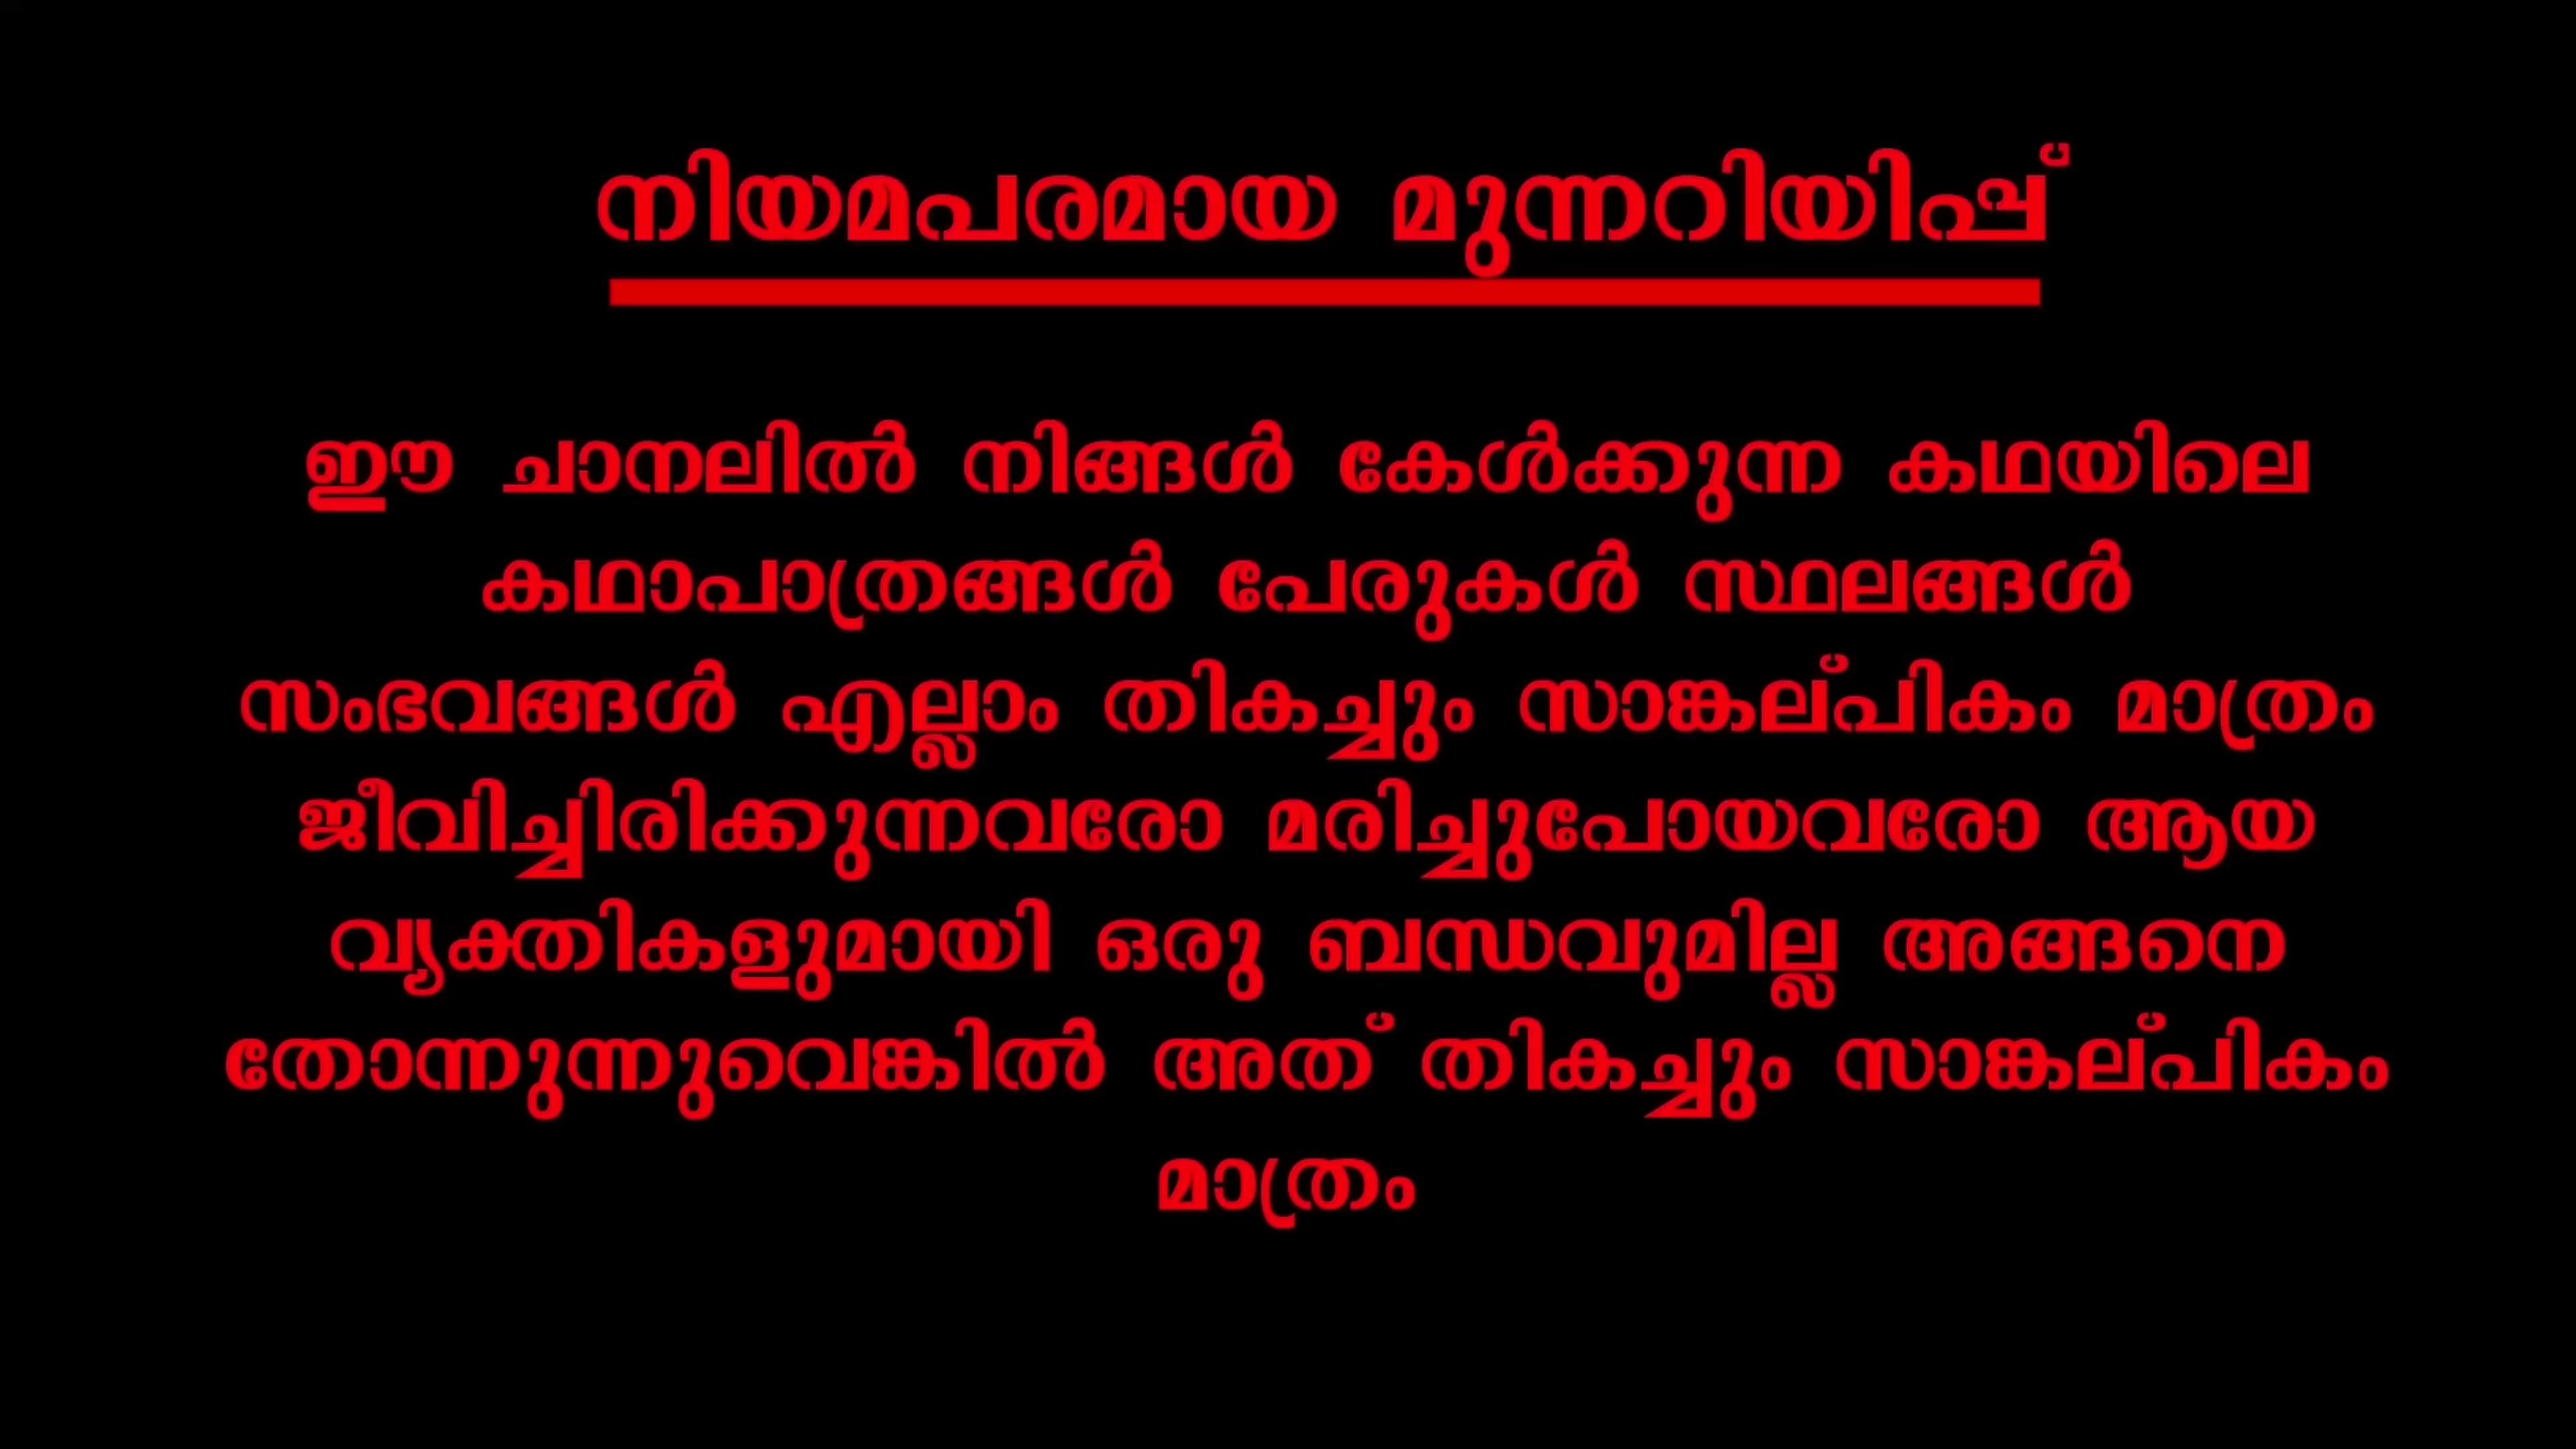 നിയമപരമായ മുന്നറിയിപ്പ്
ഈ ചാനലിൽ നിങ്ങൾ കേൾക്കുന്ന കഥയിലെ
കഥാപാത്രങ്ങൾ പേരുകൾ സ്ഥലങ്ങൾ
സംഭവങ്ങൾ എല്ലാം തികച്ചും സാങ്കല്പികം മാത്രം
ജീവിച്ചിരിക്കുന്നവരോ മരിച്ചുപോയവരോ ആയ
വ്യക്തികളുമായി ഒരു ബന്ധവുമില്ല അങ്ങനെ
തോന്നുന്നുവെങ്കിൽ അത് തികച്ചും സാങ്കല്പികം
മാത്രം